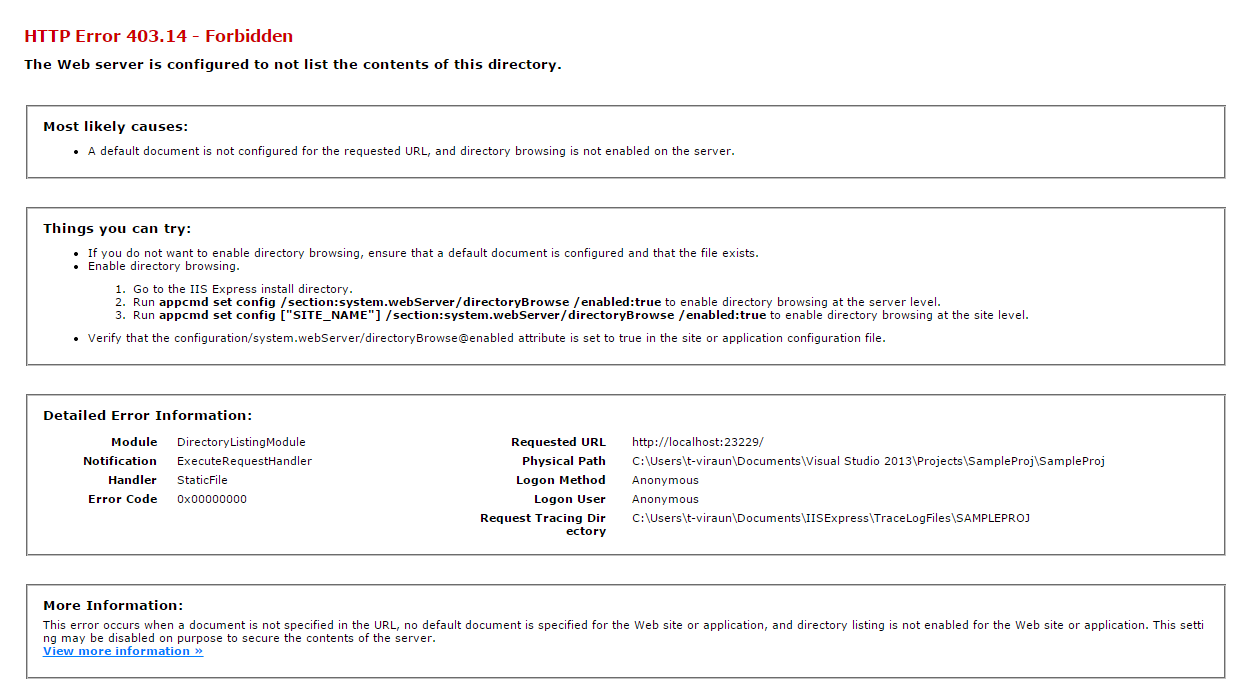 HTTP Error 403.14 - Forbidden
The Web server is configured to not list the contents of this directory.
Most likely causes:
• A default document is not configured for the requested URL, and directory browsing is not enabled on the server.
Things you can try:
• If you do not want to enable directory browsing, ensure that a default document is configured and that the file exists.
• Enable directory browsing.
1. Go to the IIS Express install directory.
2. Run appcmd set config /section:system.webServer/directoryBrowse /enabled:true to enable directory browsing at the server level.
3. Run appcmd set config ["SITE_NAME"] /section:system.webServer/directoryBrowse /enabled:true to enable directory browsing at the site level.
• Verify that the configuration/system.webServer/directoryBrowse@enabled attribute is set to true in the site or application configuration file.
Detailed Error Information:
Module DirectoryListingModule
Notification ExecuteRequestHandler
Handler StaticFile
Error Code 0x00000000
Requested URL http://localhost:23229/
Physical Path C:\Users\t-viraun\Documents\Visual Studio 2013\Projects\SampleProj\SampleProj
Logon Method Anonymous
Logon User Anonymous
Request Tracing Dir C:\Users\t-viraun\Documents\IISExpress\TraceLogFiles\SAMPLEPROJ
ectory
More Information:
This error occurs when a document is not specified in the URL, no default document is specified for the Web site or application, and directory listing is not enabled for the Web site or application. This setti
ng may be disabled on purpose to secure the contents of the server.
View more information »